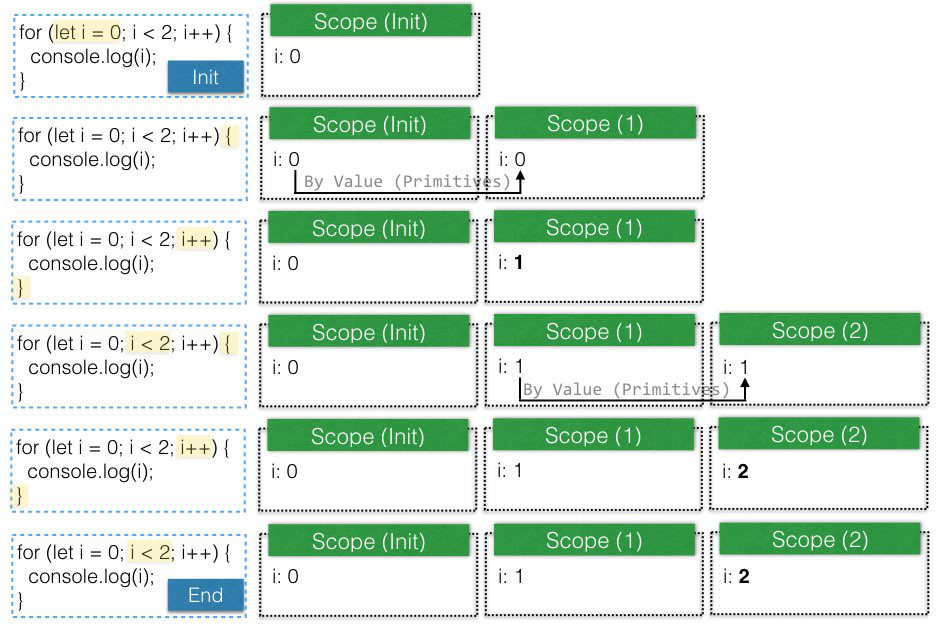 for (let i = 0; i < 2; i++) {
console.log(i);
}
Init
Scope (Init)
i: 0
for (let i = 0; i < 2; i++) {
console.log(i);
}
Scope (Init)
i: 0
Scope (1)
i: 0
By Value (Primitives)
for (let i = 0; i < 2; i++) {
console.log(i);
}
Scope (Init)
i: 0
Scope (1)
i: 1
for (let i = 0; i < 2; i++) {
console.log(i);
}
Scope (Init)
i: 0
Scope (1)
i: 1
Scope (2)
i: 1
By Value (Primitives)
for (let i = 0; i < 2; i++) {
console.log(i);
}
Scope (Init)
i: 0
Scope (1)
i: 1
Scope (2)
i: 2
for (let i = 0; i < 2; i++) {
console.log(i);
}
End
Scope (Init)
i: 0
Scope (1)
i: 1
Scope (2)
i: 2